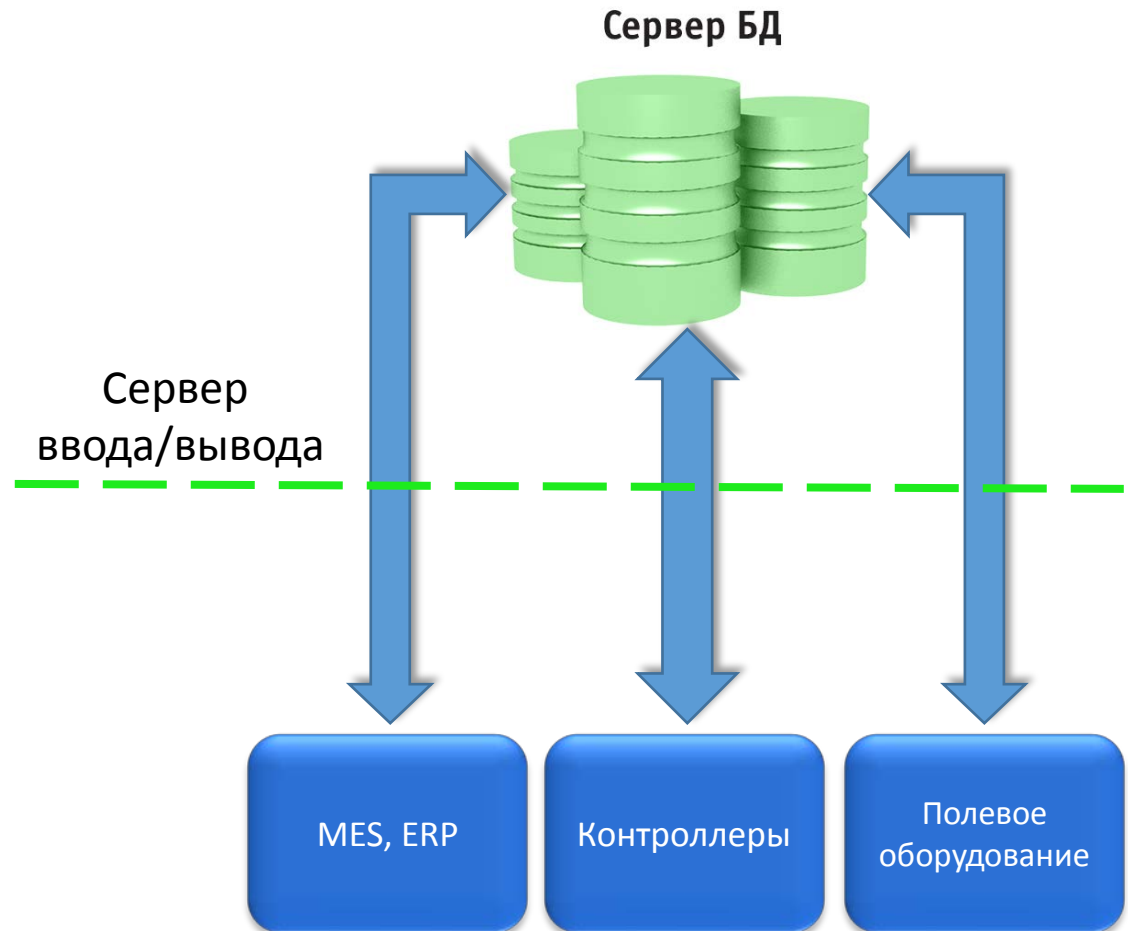 Сервер БД
Сервер
ввода/вывода
MES, ERP
Контроллеры
Полевое
оборудование